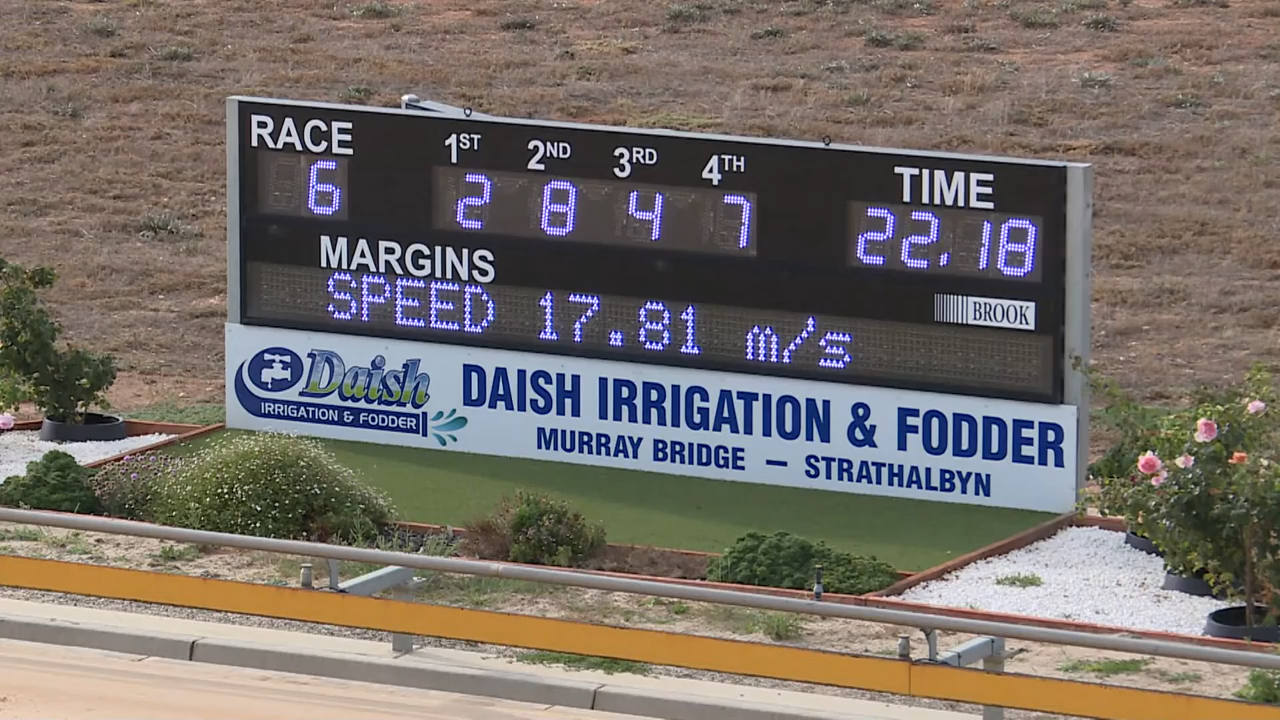 RACE 1ST 2ND 3RD 4TH TIME
6 2 8 4 7 22.18
MARGINS
SPEED 17.81 m/s
BROOK
Daish
IRRIGATION & FODDER
DAISH IRRIGATION & FODDER
MURRAY BRIDGE – STRATHALBYN